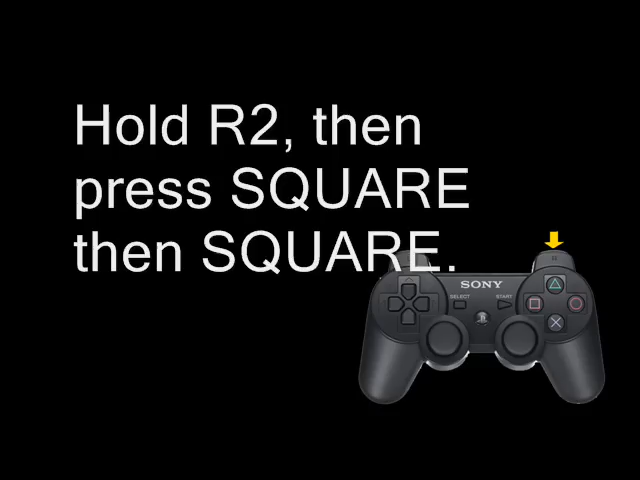 Hold R2, then
press SQUARE
then SQUARE.
SONY
SELECT START